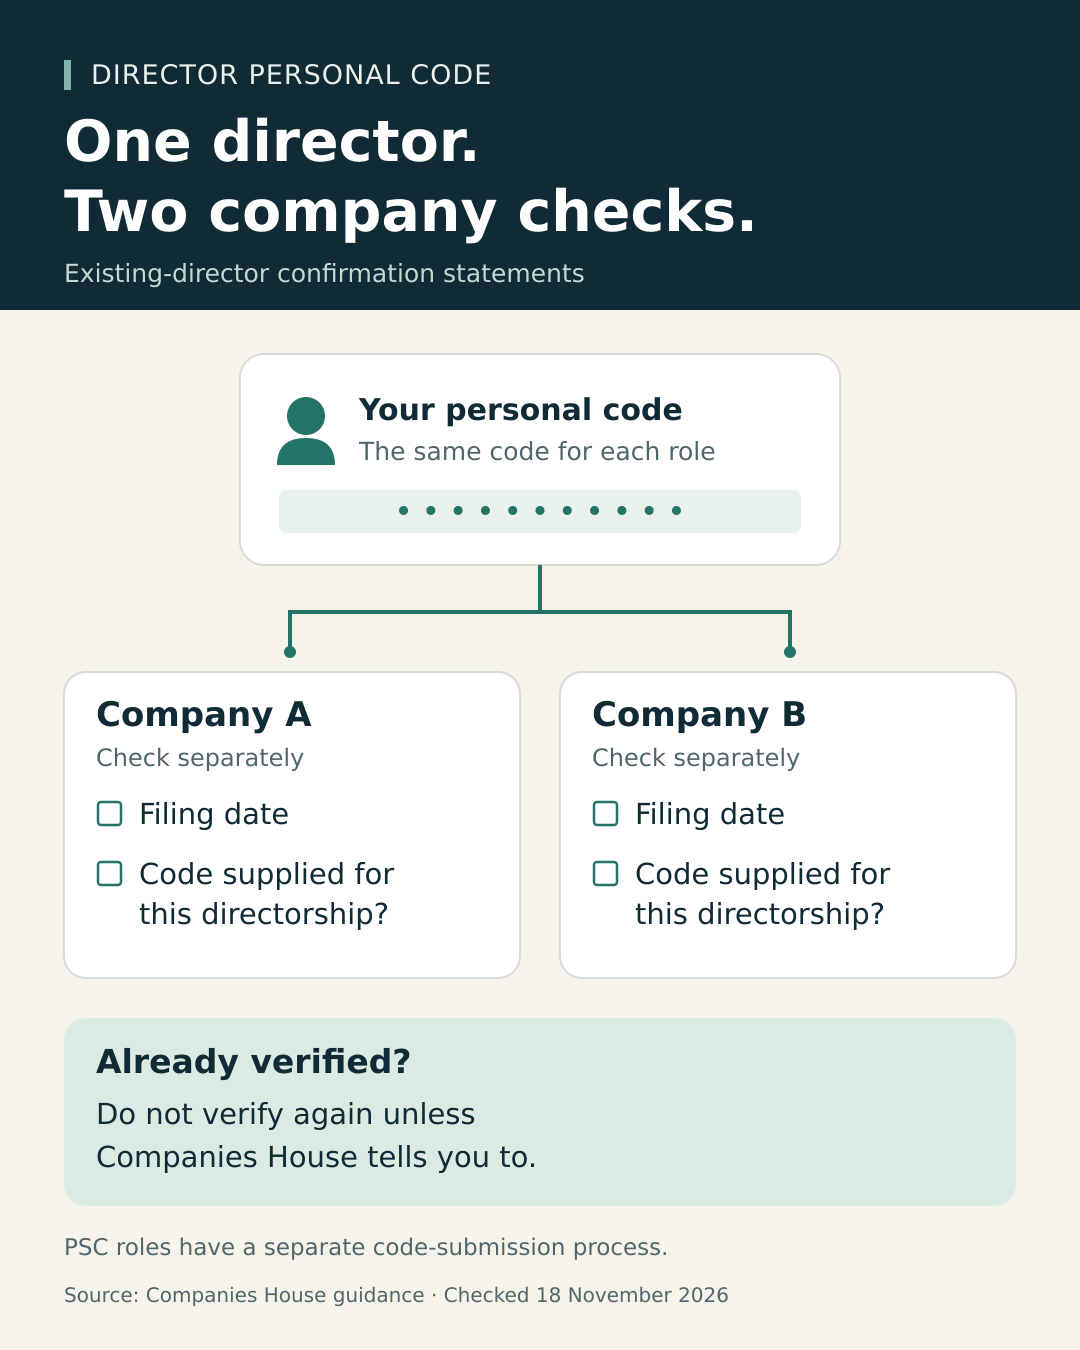 DIRECTOR PERSONAL CODE
One director.
Two company checks.
Existing-director confirmation statements
Your personal code
The same code for each role
Company A
Check separately
Filing date
Code supplied for
this directorship?
Company B
Check separately
Filing date
Code supplied for
this directorship?
Already verified?
Do not verify again unless
Companies House tells you to.
PSC roles have a separate code-submission process.
Source: Companies House guidance · Checked 18 November 2026